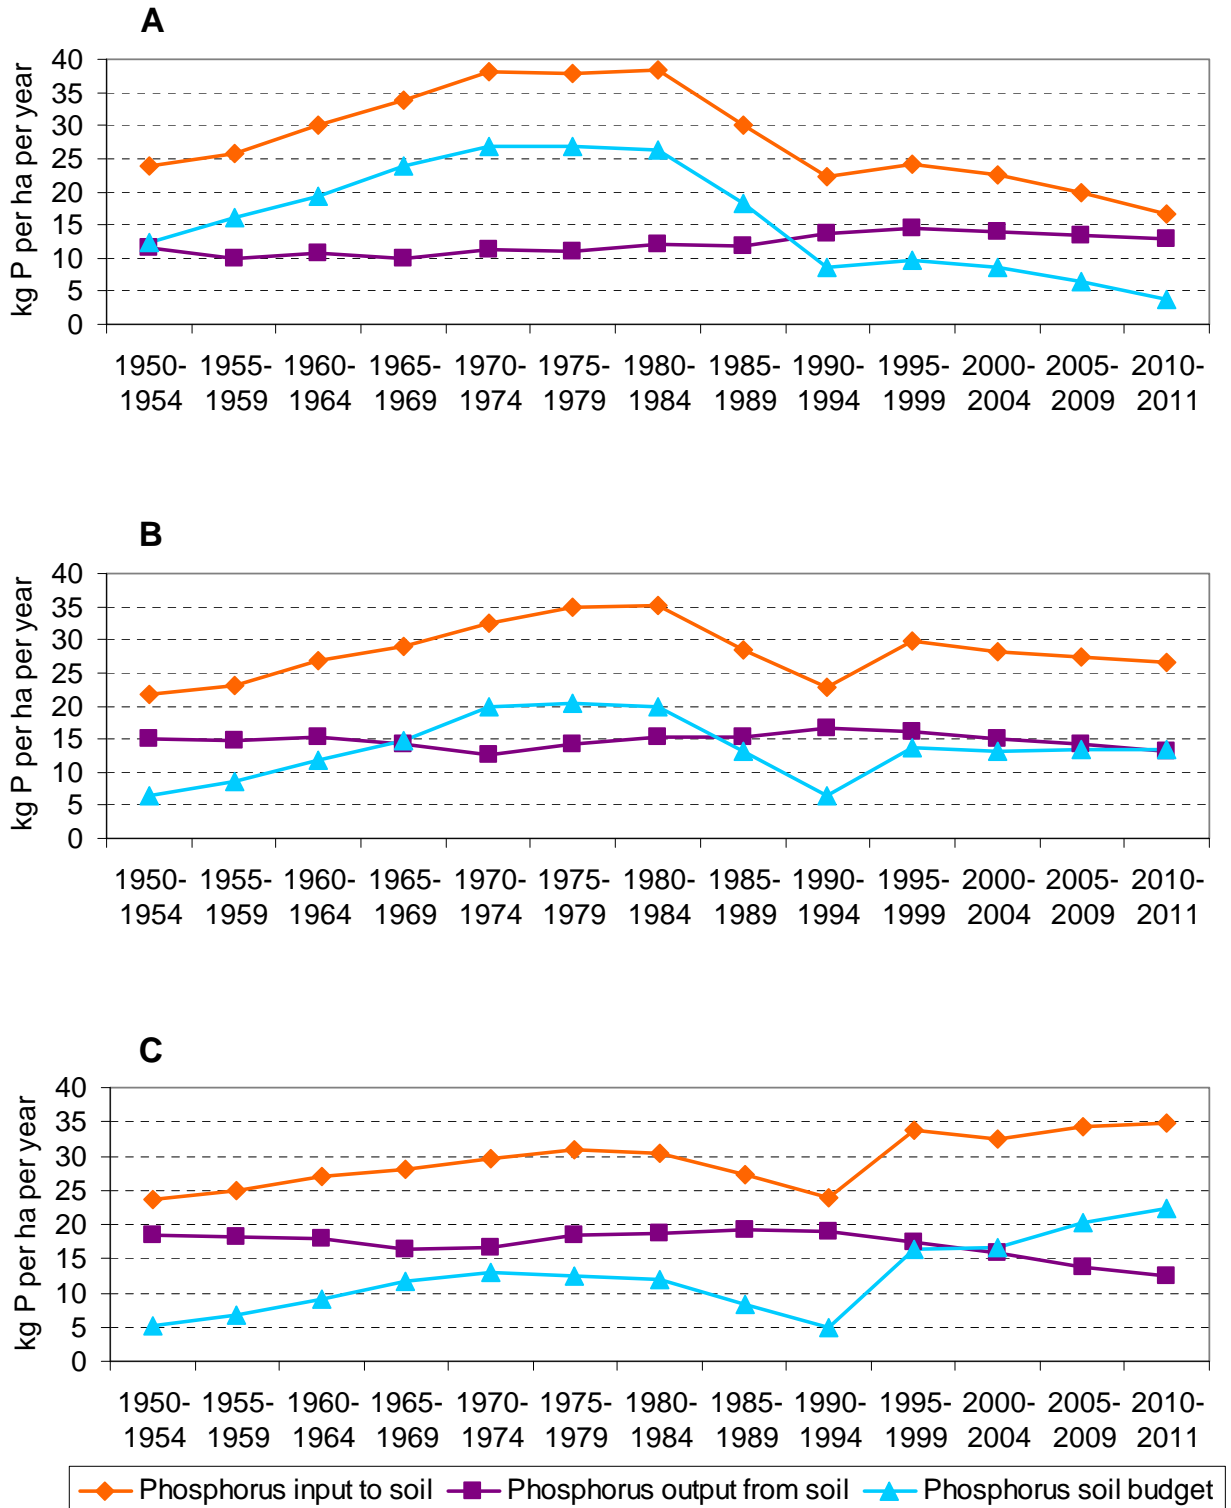 A
kg P per ha per year
40
35
30
25
20
15
10
5
0
1950- 1955- 1960- 1965- 1970- 1975- 1980- 1985- 1990- 1995- 2000- 2005- 2010-
1954 1959 1964 1969 1974 1979 1984 1989 1994 1999 2004 2009 2011
B
kg P per ha per year
40
35
30
25
20
15
10
5
0
1950- 1955- 1960- 1965- 1970- 1975- 1980- 1985- 1990- 1995- 2000- 2005- 2010-
1954 1959 1964 1969 1974 1979 1984 1989 1994 1999 2004 2009 2011
C
kg P per ha per year
40
35
30
25
20
15
10
5
0
1950- 1955- 1960- 1965- 1970- 1975- 1980- 1985- 1990- 1995- 2000- 2005- 2010-
1954 1959 1964 1969 1974 1979 1984 1989 1994 1999 2004 2009 2011
Phosphorus input to soil Phosphorus output from soil Phosphorus soil budget